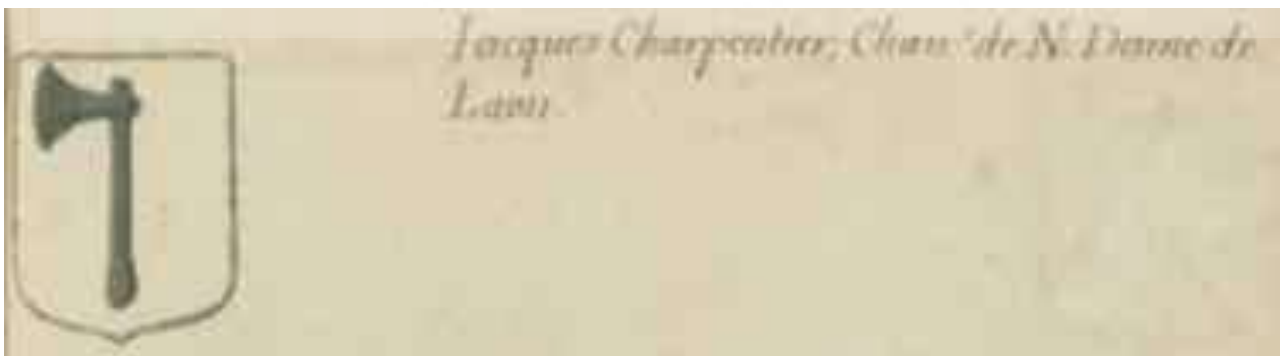 Jacques Charpentier, Chan.ᵉ de N. Dame de
Laon.